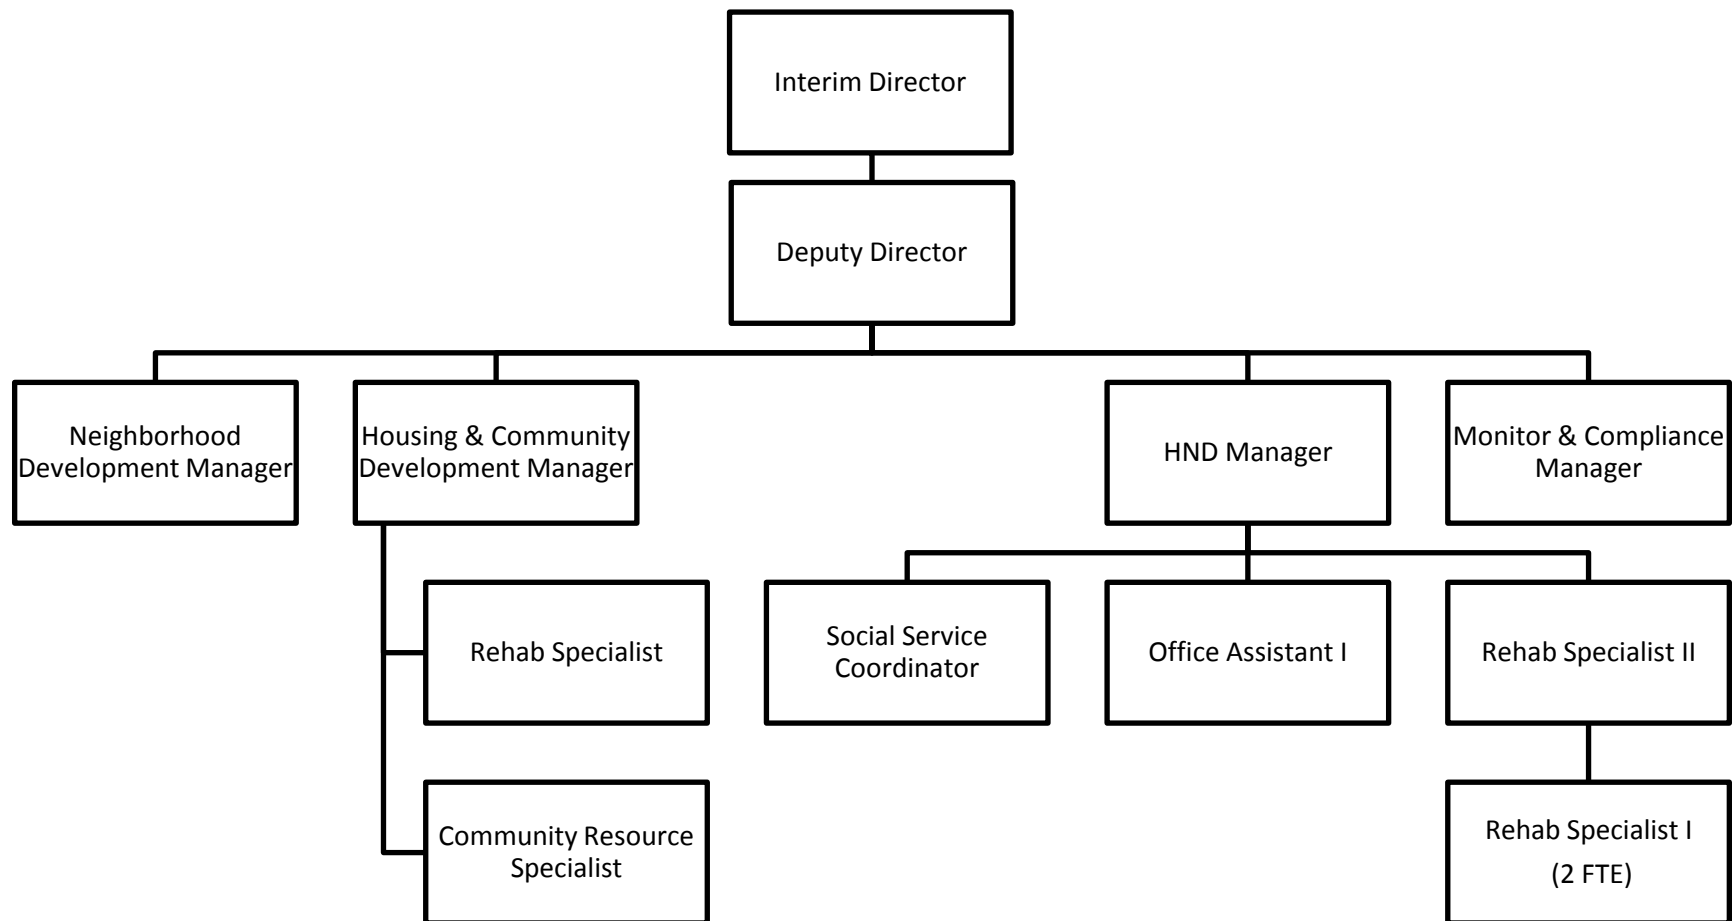 Interim Director
Deputy Director
Neighborhood
Development Manager
Housing & Community
Development Manager
HND Manager
Monitor & Compliance
Manager
Rehab Specialist
Social Service
Coordinator
Office Assistant I
Rehab Specialist II
Community Resource
Specialist
Rehab Specialist I
(2 FTE)